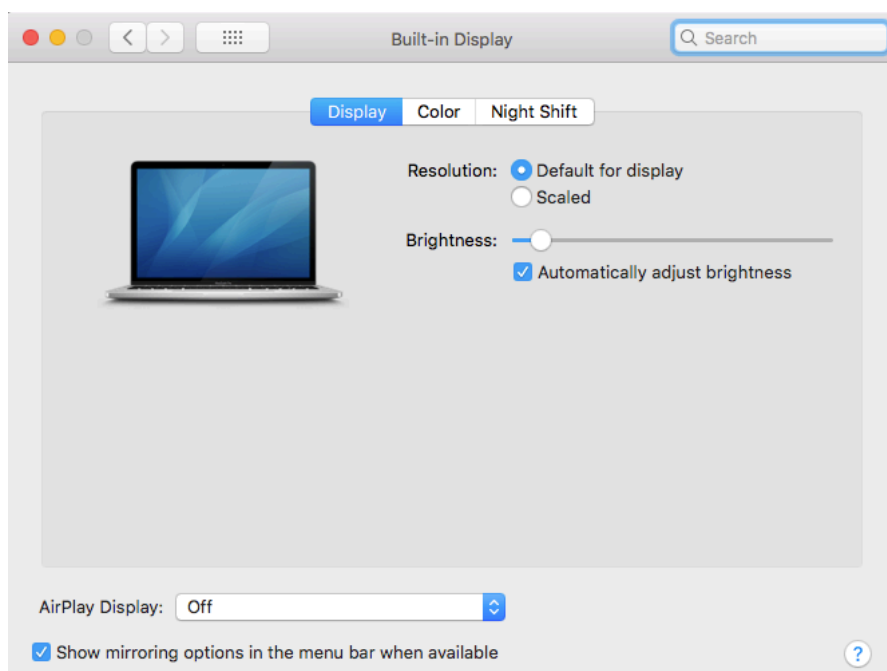 Built-in Display
Search
Display Color Night Shift
Resolution: Default for display
Scaled
Brightness:
Automatically adjust brightness
AirPlay Display: Off
Show mirroring options in the menu bar when available
?